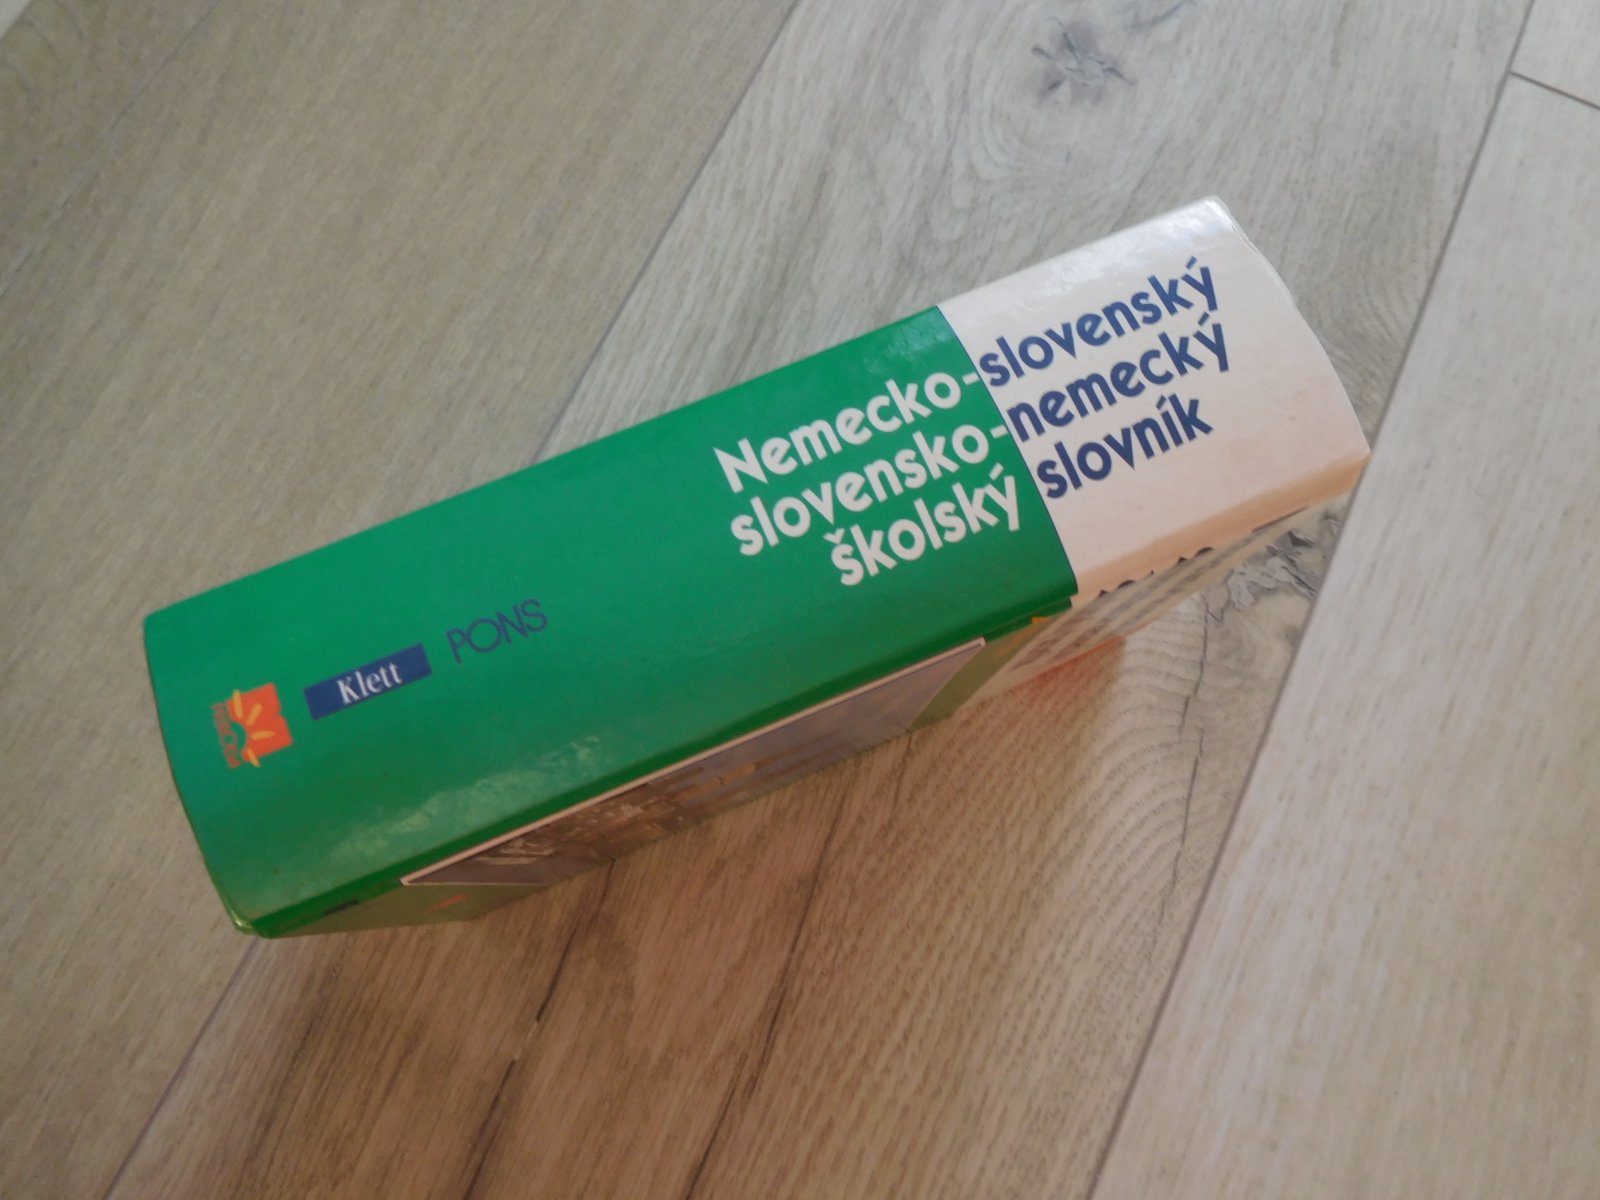 Nemecko-slovenský
slovensko-nemecký
školský slovník
PONS
Klett